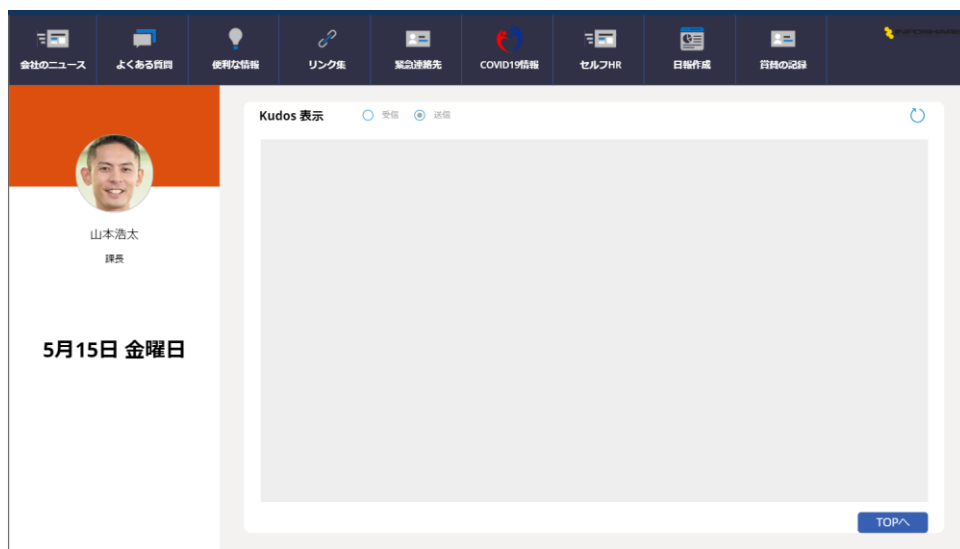 会社のニュース
よくある質問
便利な情報
リンク集
緊急連絡先
COVID19情報
セルフHR
日報作成
賞賛の記録
INFOSHARE
Kudos 表示
受信
送信
山本浩太
課長
5月15日 金曜日
TOPへ